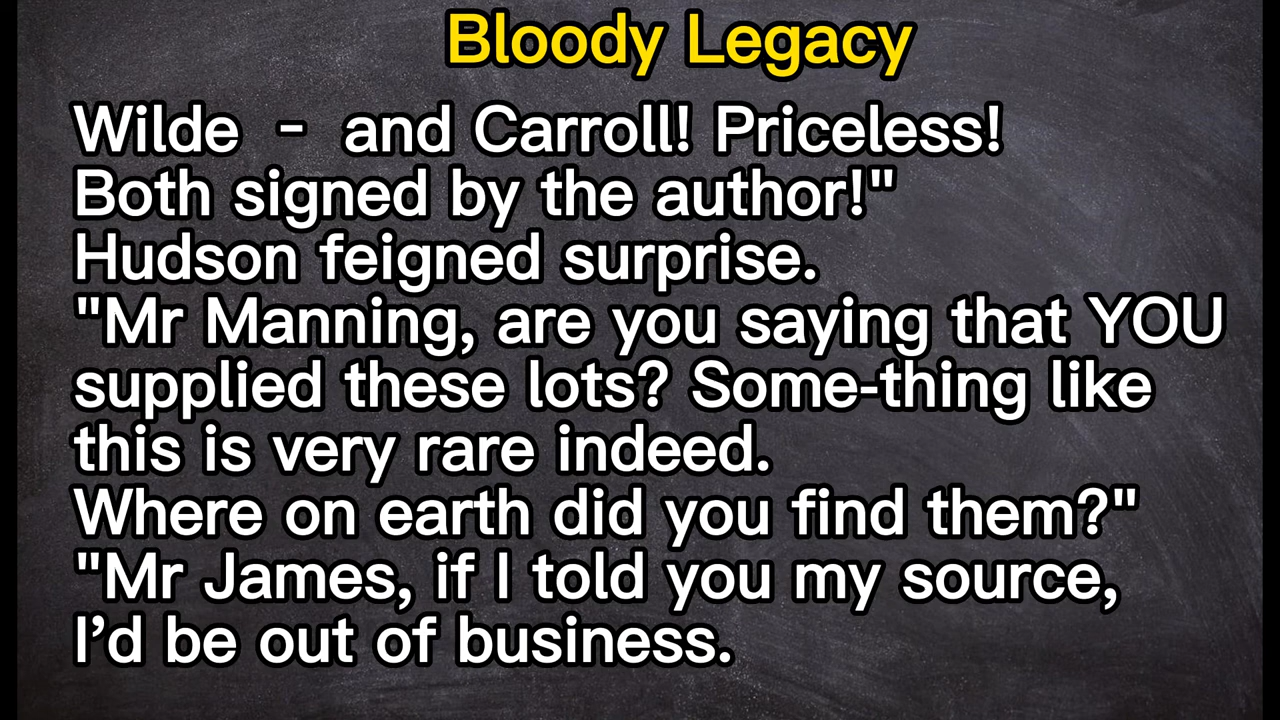 Bloody Legacy
Wilde - and Carroll! Priceless!
Both signed by the author!"
Hudson feigned surprise.
"Mr Manning, are you saying that YOU
supplied these lots? Some-thing like
this is very rare indeed.
Where on earth did you find them?"
"Mr James, if I told you my source,
I’d be out of business.